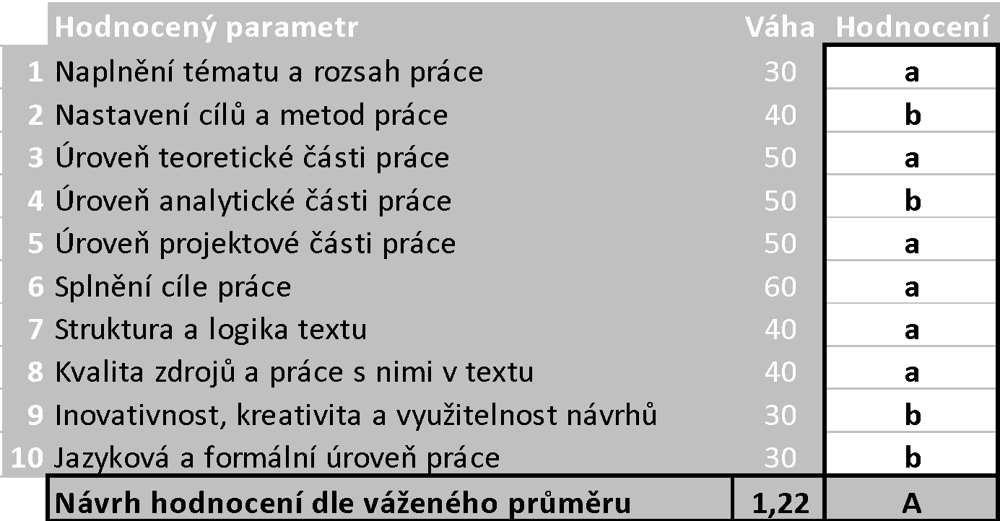 Hodnocený parametr Váha Hodnocení
1 Naplnění tématu a rozsah práce 30 a
2 Nastavení cílů a metod práce 40 b
3 Úroveň teoretické části práce 50 a
4 Úroveň analytické části práce 50 b
5 Úroveň projektové části práce 50 a
6 Splnění cíle práce 60 a
7 Struktura a logika textu 40 a
8 Kvalita zdrojů a práce s nimi v textu 40 a
9 Inovativnost, kreativita a využitelnost návrhů 30 b
10 Jazyková a formální úroveň práce 30 b
Návrh hodnocení dle váženého průměru 1,22 A